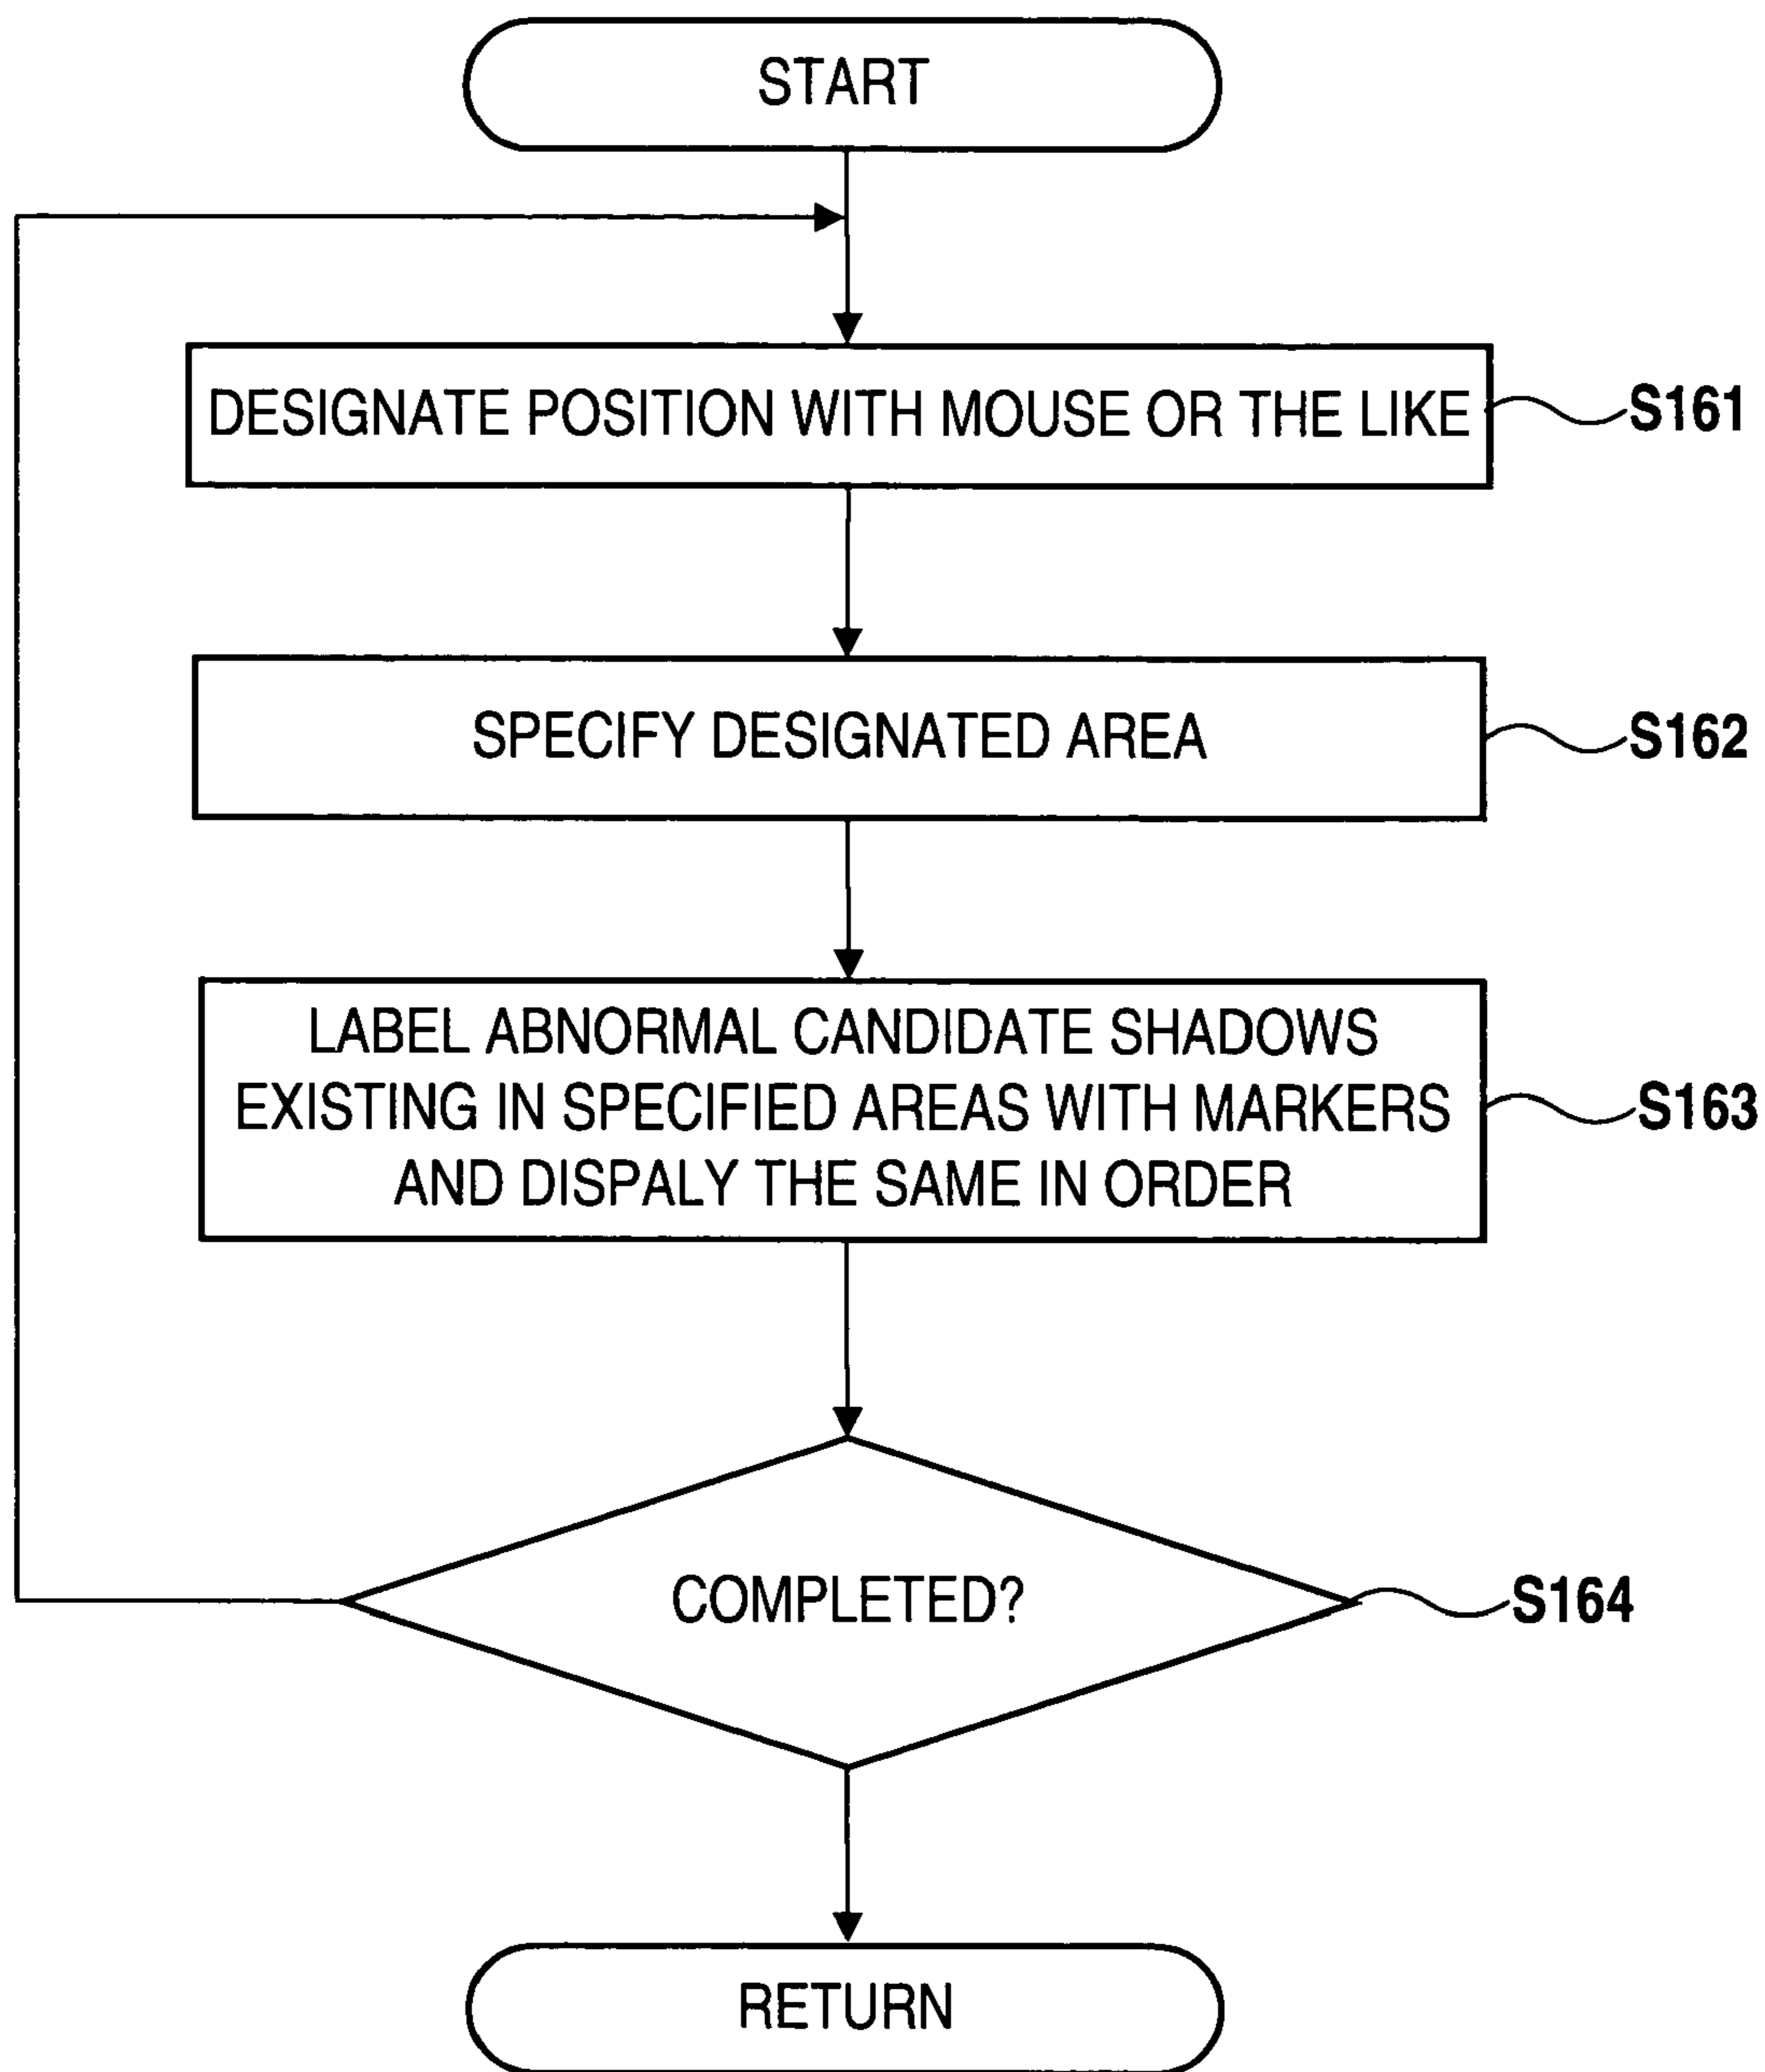 START
DESIGNATE POSITION WITH MOUSE OR THE LIKE
S161
SPECIFY DESIGNATED AREA
S162
LABEL ABNORMAL CANDIDATE SHADOWS
EXISTING IN SPECIFIED AREAS WITH MARKERS
AND DISPALY THE SAME IN ORDER
S163
COMPLETED?
S164
RETURN